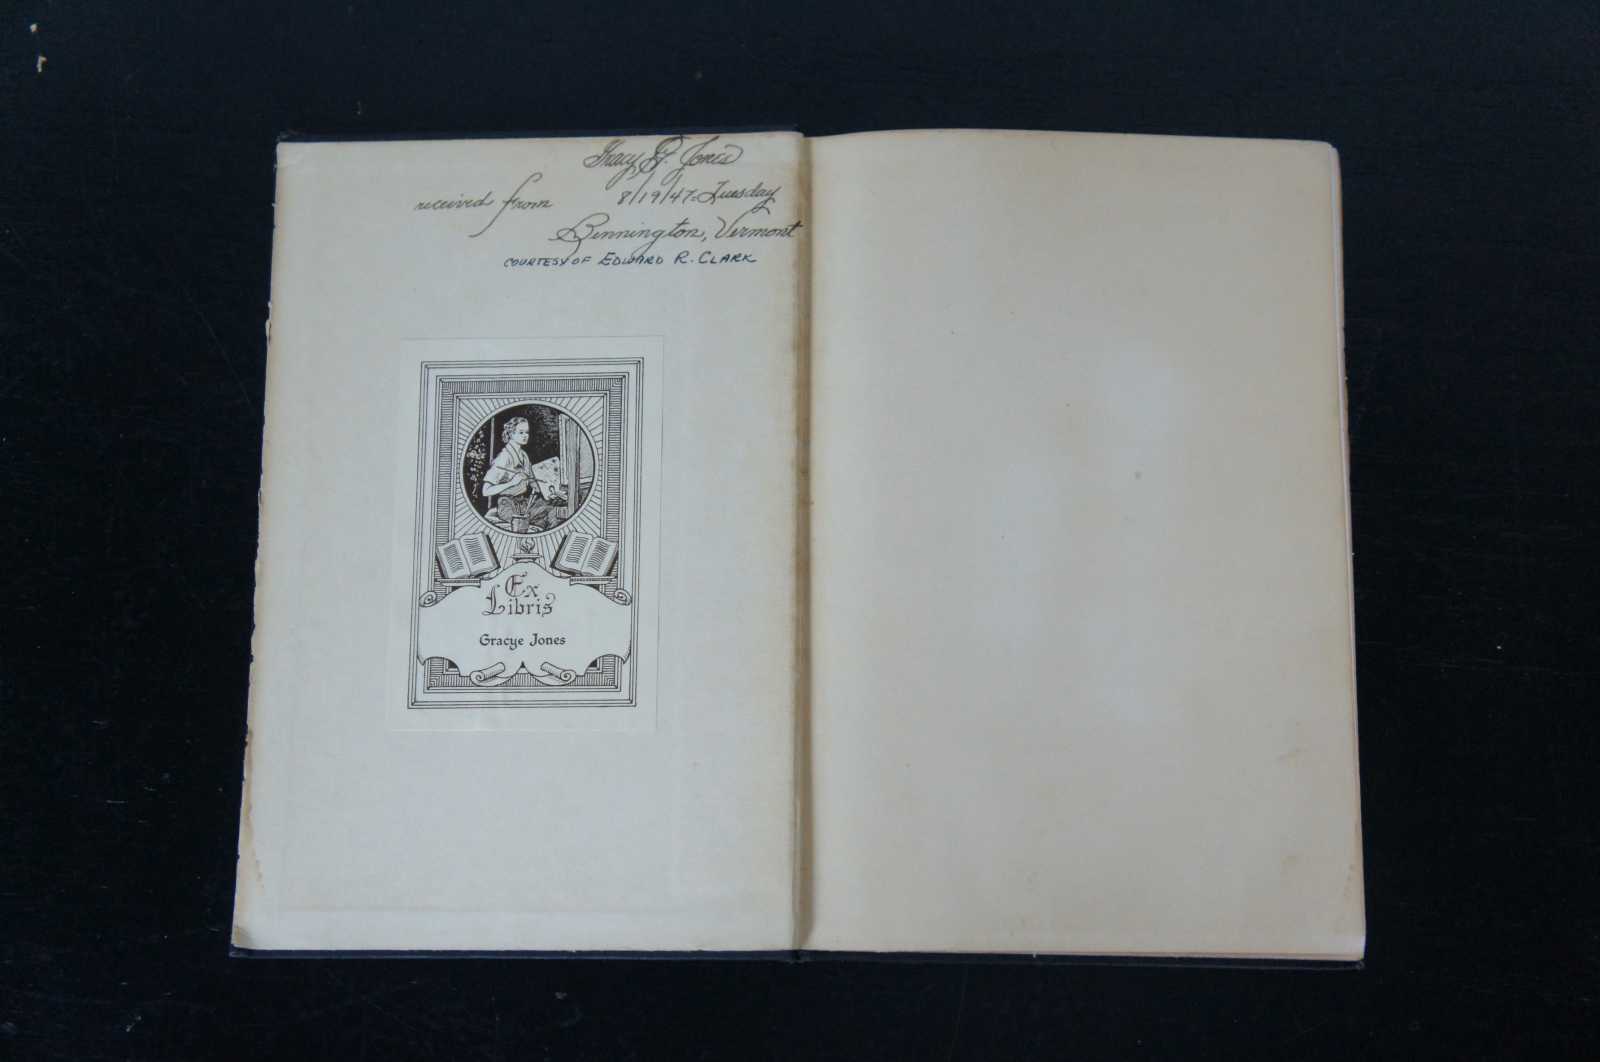 Gracy P. Jones
received from 8/19/47-Tuesday
Bennington, Vermont
COURTESY OF EDWARD R. CLARK
Ex
Libris
Gracye Jones